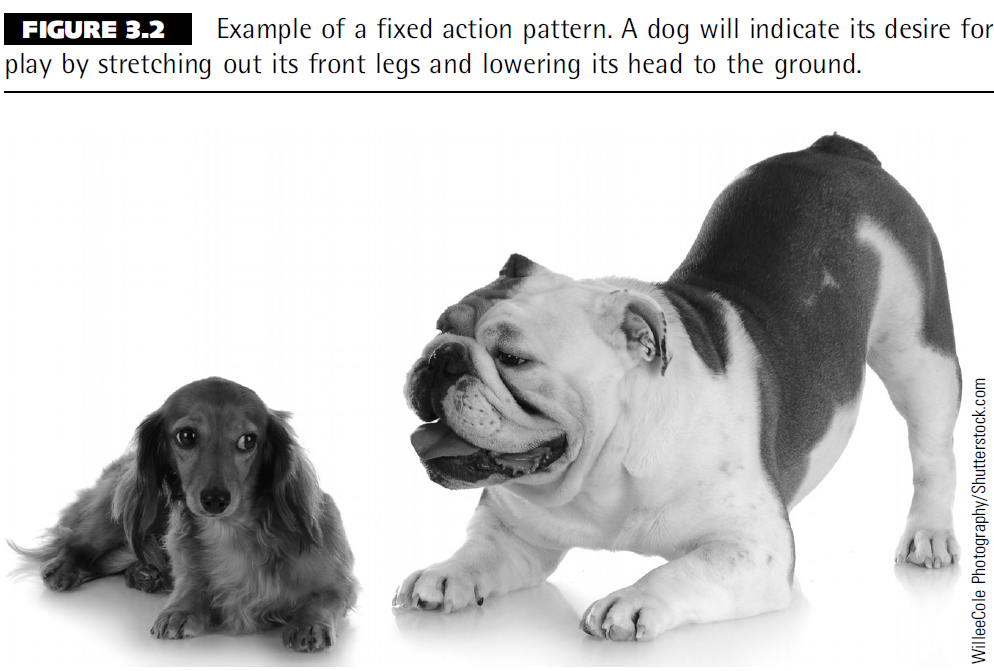 FIGURE 3.2 Example of a fixed action pattern. A dog will indicate its desire for
play by stretching out its front legs and lowering its head to the ground.
WilleeCole Photography/Shutterstock.com